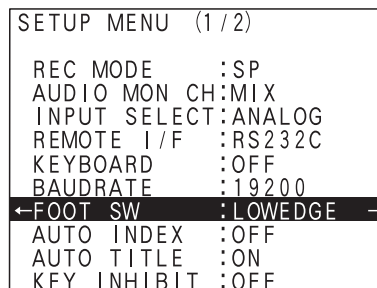 SETUP MENU (1/2)
REC MODE :SP
AUDIO MON CH:MIX
INPUT SELECT:ANALOG
REMOTE I/F :RS232C
KEYBOARD :OFF
BAUDRATE :19200
←FOOT SW :LOWEDGE →
AUTO INDEX :OFF
AUTO TITLE :ON
KEY INHIBIT :OFF